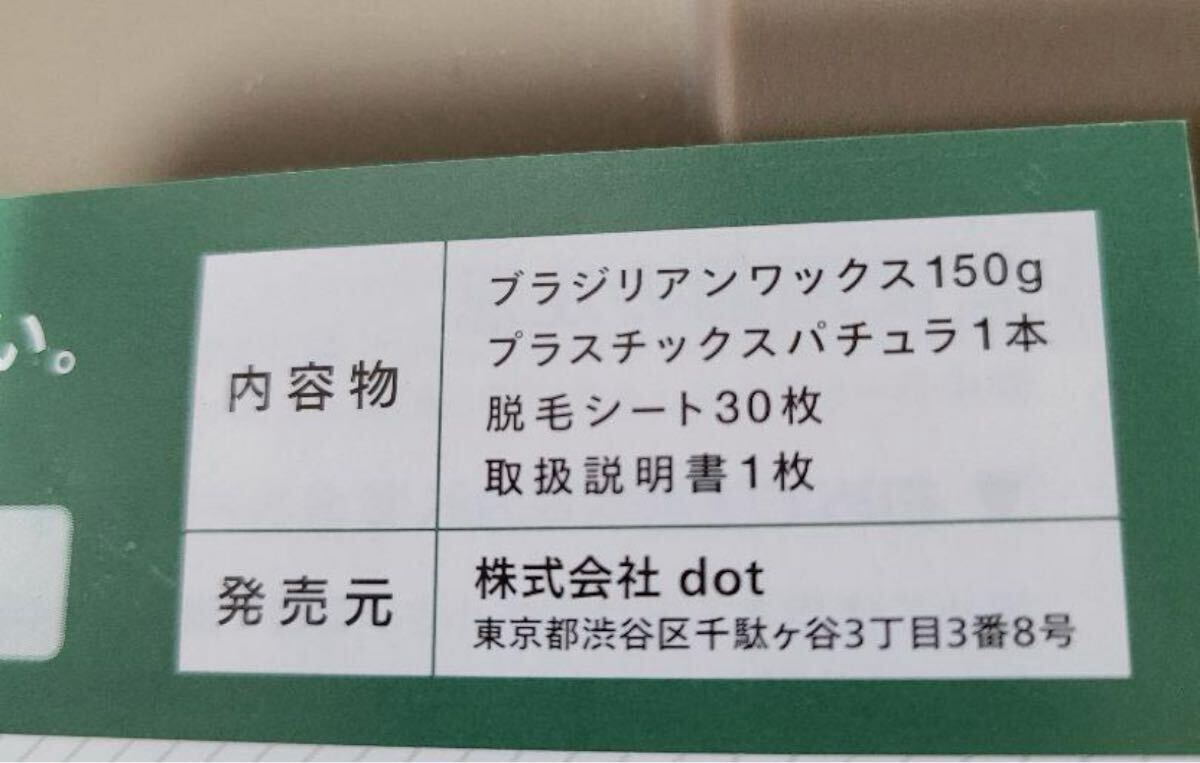 い。
内容物
ブラジリアンワックス150g
プラスチックスパチュラ1本
脱毛シート30枚
取扱説明書1枚
発売元
株式会社 dot
東京都渋谷区千駄ヶ谷3丁目3番8号